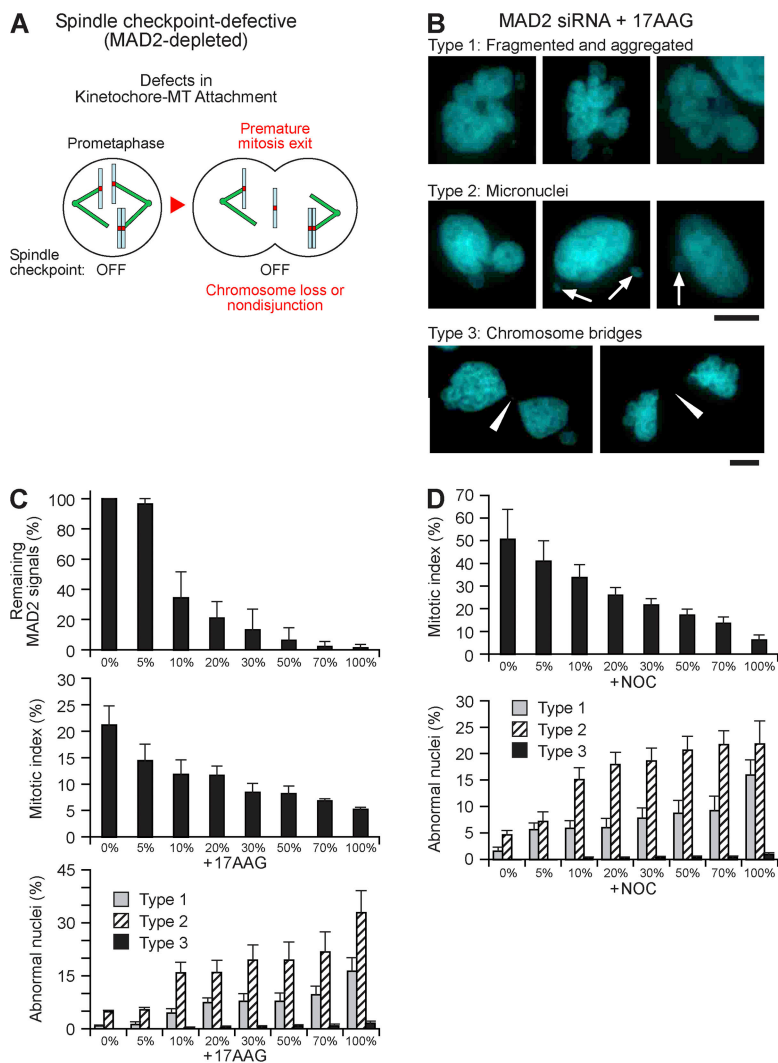 A
Spindle checkpoint-defective
(MAD2-depleted)
Defects in
Kinetochore-MT Attachment
Prometaphase
Premature
mitosis exit
Spindle
checkpoint: OFF
OFF
Chromosome loss or
nondisjunction
B
MAD2 siRNA + 17AAG
Type 1: Fragmented and aggregated
Type 2: Micronuclei
Type 3: Chromosome bridges
C
Remaining
MAD2 signals (%)
100
80
60
40
20
0
0% 5% 10% 20% 30% 50% 70% 100%
Mitotic index (%)
25
20
15
10
5
0
0% 5% 10% 20% 30% 50% 70% 100%
+17AAG
Abnormal nuclei (%)
45
30
15
0
Type 1
Type 2
Type 3
0% 5% 10% 20% 30% 50% 70% 100%
+17AAG
D
Mitotic index (%)
70
60
50
40
30
20
10
0
0% 5% 10% 20% 30% 50% 70% 100%
+NOC
Abnormal nuclei (%)
30
25
20
15
10
5
0
Type 1
Type 2
Type 3
0% 5% 10% 20% 30% 50% 70% 100%
+NOC